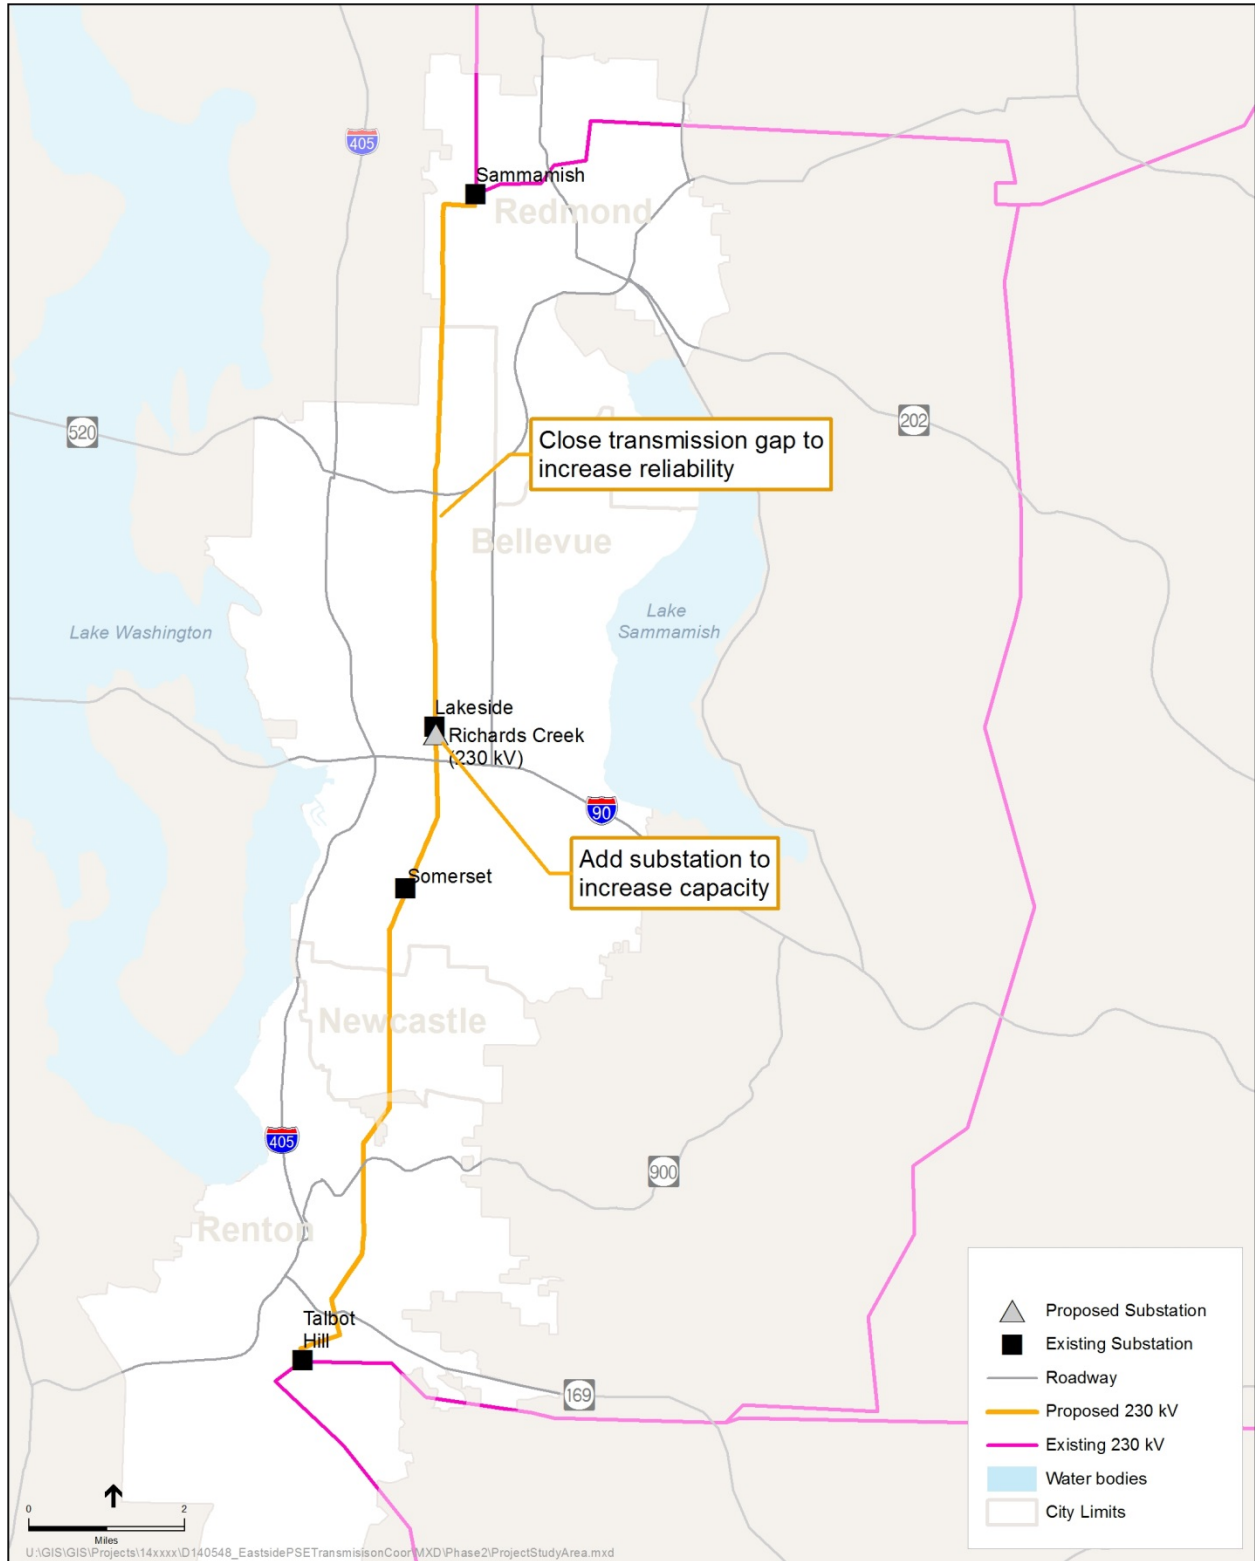 405
Sammamish
Redmond
520
202
Close transmission gap to
increase reliability
Bellevue
Lake Washington
Lake
Sammamish
Lakeside
Richards Creek
(230 kV)
90
Add substation to
increase capacity
Somerset
Newcastle
405
900
Renton
Talbot
Hill
169
Proposed Substation
Existing Substation
Roadway
Proposed 230 kV
Existing 230 kV
Water bodies
City Limits
0 2
Miles
U:\GIS\GIS\Projects\14xxxx\D140548_EastsidePSETransmisisonCoor\MXD\Phase2\ProjectStudyArea.mxd